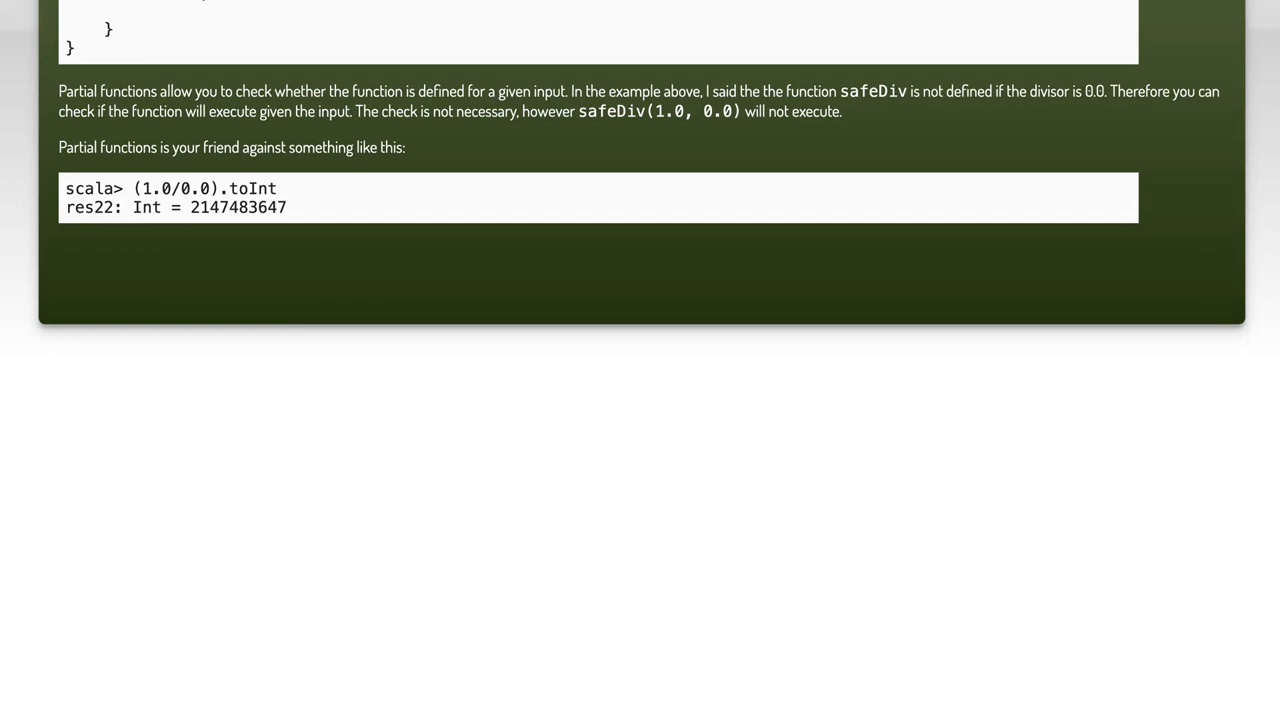 }
}
Partial functions allow you to check whether the function is defined for a given input. In the example above, I said the the function safeDiv is not defined if the divisor is 0.0. Therefore you can
check if the function will execute given the input. The check is not necessary, however safeDiv(1.0, 0.0) will not execute.
Partial functions is your friend against something like this:
scala> (1.0/0.0).toInt
res22: Int = 2147483647